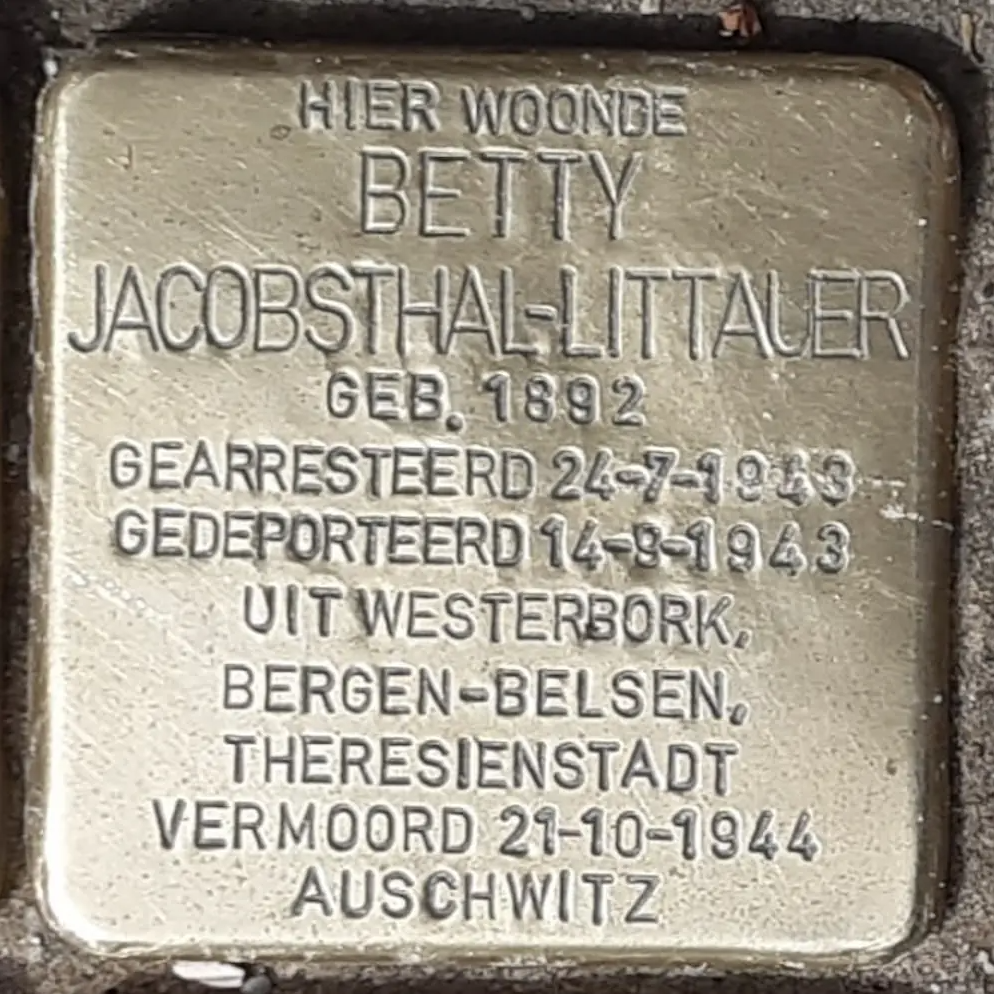 HIER WOONDE
BETTY
JACOBSTHAL-LITTAUER
GEB. 1892
GEARRESTEERD 24-7-1943
GEDEPORTEERD 14-9-1943
UIT WESTERBORK,
BERGEN-BELSEN,
THERESIENSTADT
VERMOORD 21-10-1944
AUSCHWITZ